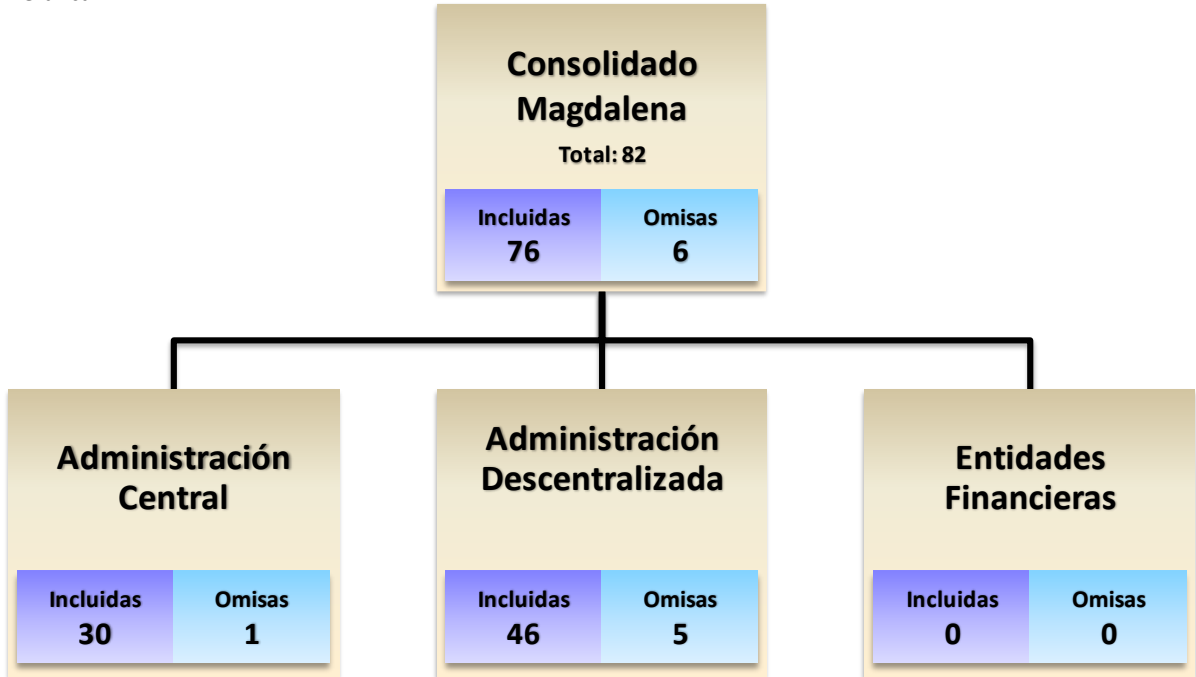 Consolidado
Magdalena
Total: 82
Incluidas Omisas
76 6
Administración
Central
Incluidas Omisas
30 1
Administración
Descentralizada
Incluidas Omisas
46 5
Entidades
Financieras
Incluidas Omisas
0 0